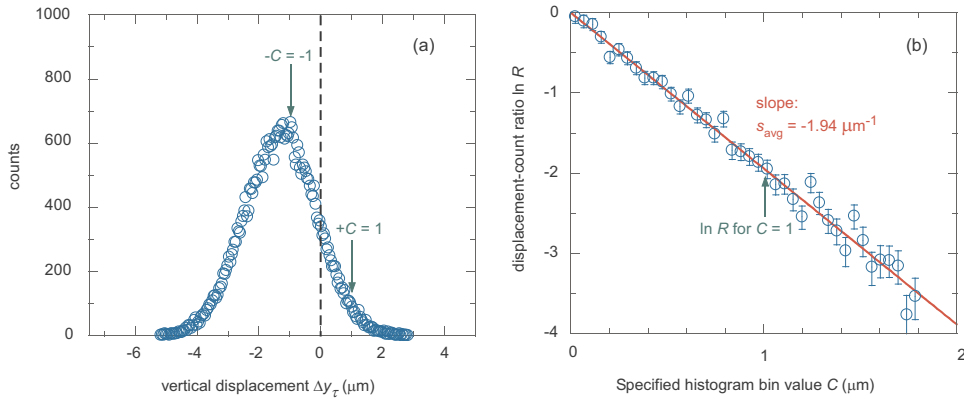 1000
800
600
400
200
0
counts
-6
-4
-2
0
2
4
vertical displacement Δyτ (μm)
(a)
-C = -1
+C = 1
0
-1
-2
-3
-4
displacement-count ratio ln R
0
1
2
Specified histogram bin value C (μm)
(b)
slope:
savg = -1.94 μm-1
ln R for C = 1